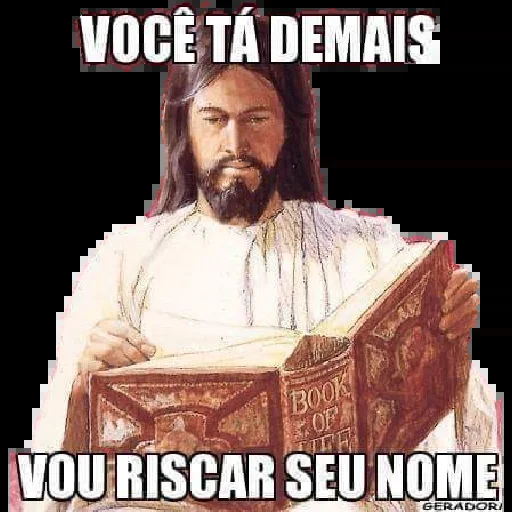 VOCÊ TÁ DEMAIS
BOOK
OF
LIFE
VOU RISCAR SEU NOME
GERADOR